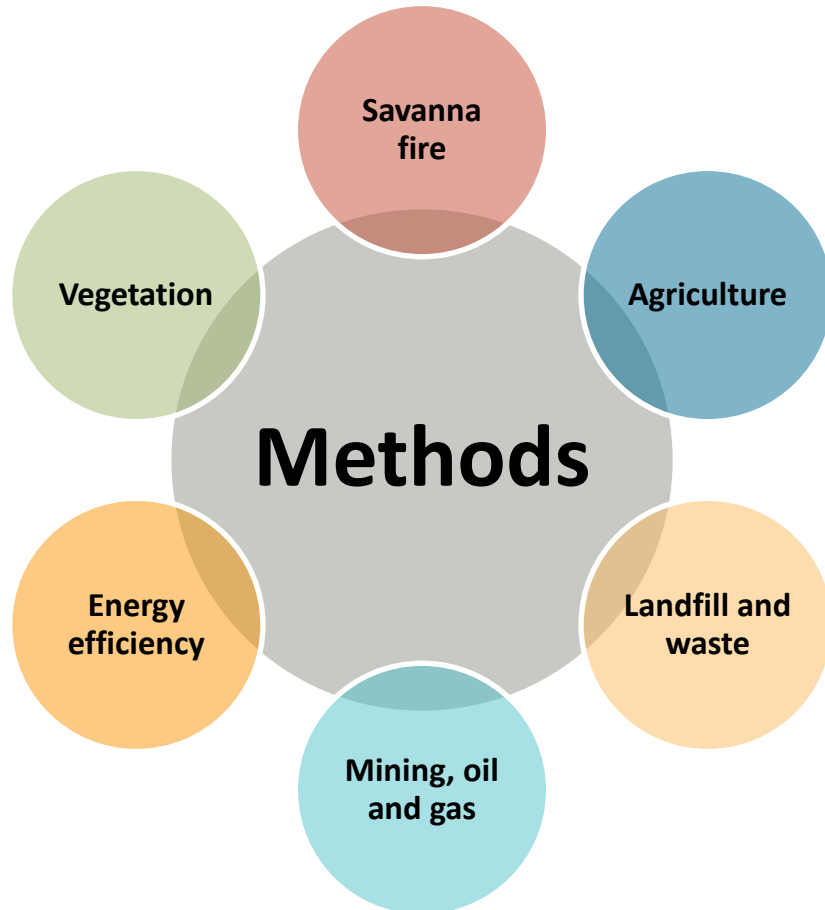 Savanna
fire
Vegetation
Agriculture
Methods
Energy
efficiency
Landfill and
waste
Mining, oil
and gas